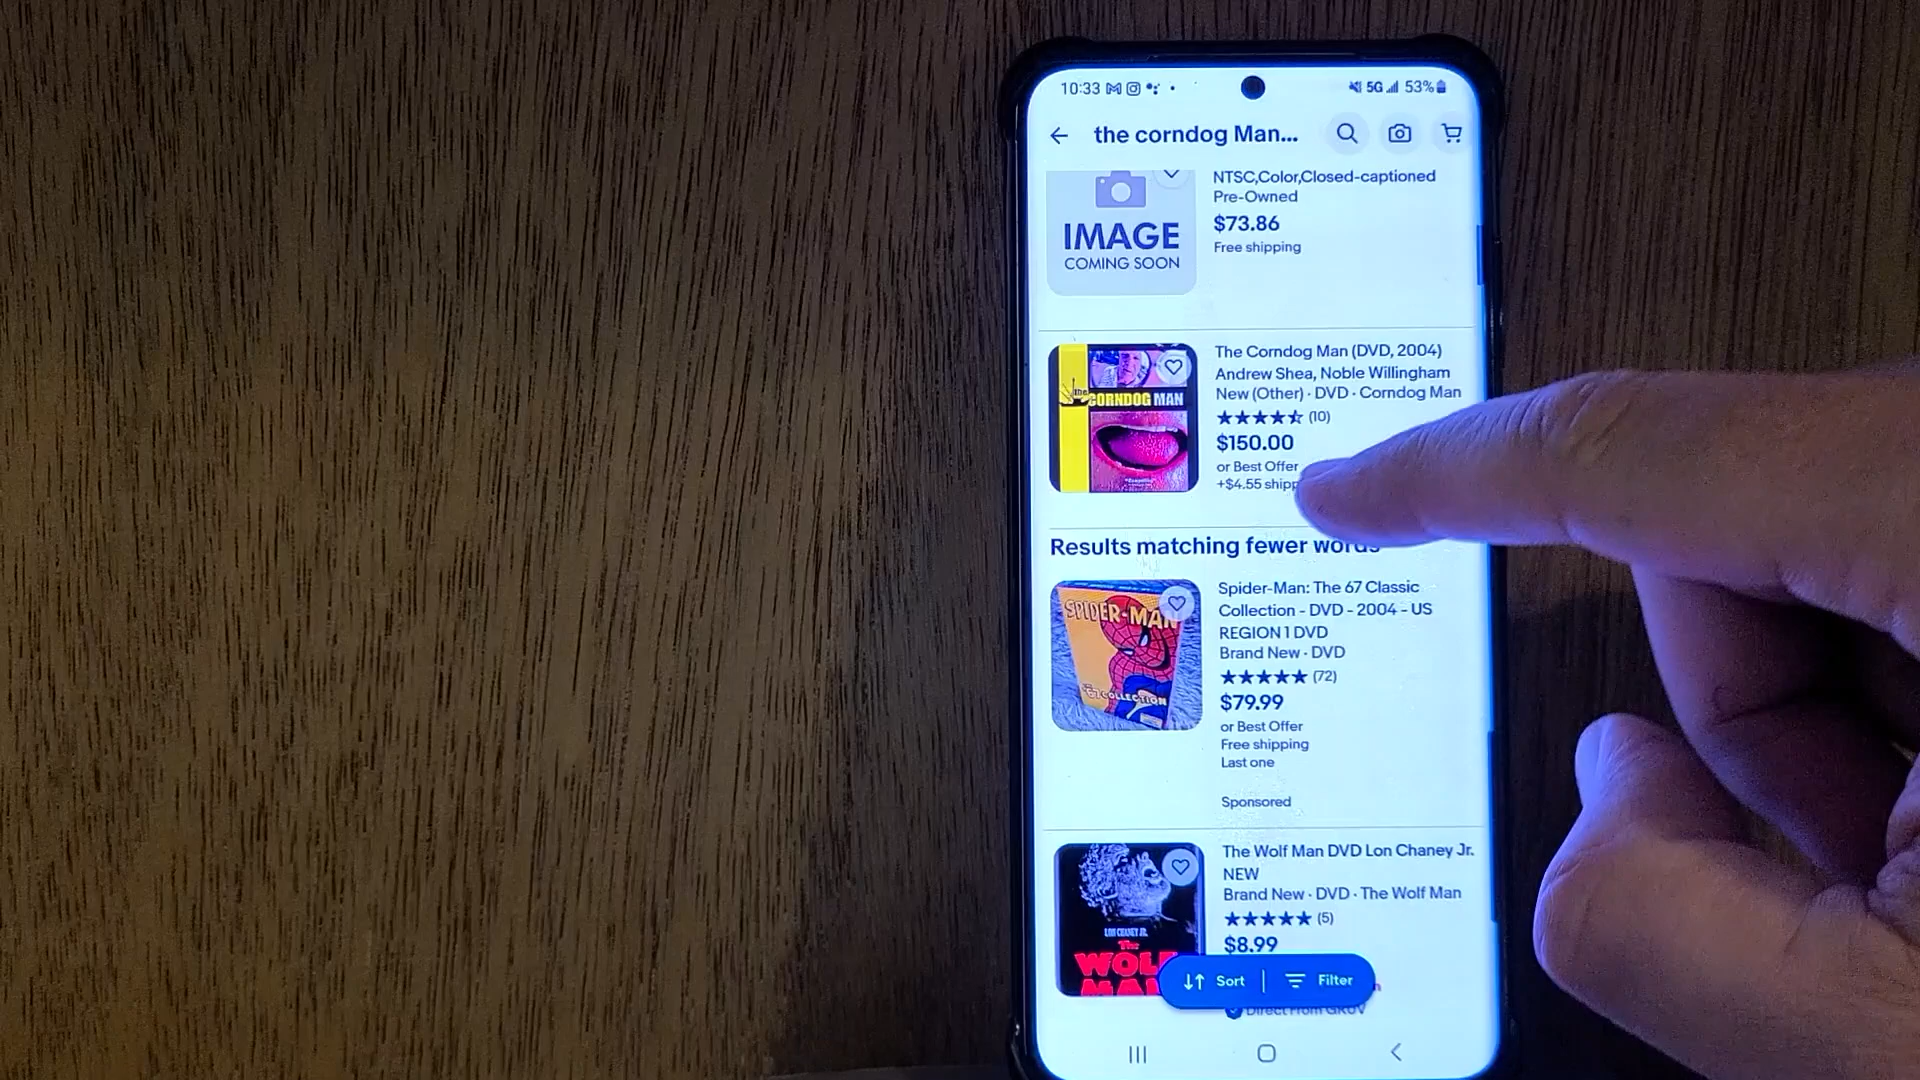 10:33 5G 53%
the corndog Man...
NTSC,Color,Closed-captioned
Pre-Owned
$73.86
Free shipping
IMAGE
COMING SOON
The Corndog Man (DVD, 2004)
Andrew Shea, Noble Willingham
New (Other) · DVD · Corndog Man
(10)
$150.00
or Best Offer
+$4.55 shipp
the
CORNDOG MAN
Results matching fewer words
Spider-Man: The 67 Classic
Collection - DVD - 2004 - US
REGION 1 DVD
Brand New · DVD
(72)
$79.99
or Best Offer
Free shipping
Last one
Sponsored
SPIDER-MAN
'67 COLLECTION
The Wolf Man DVD Lon Chaney Jr.
NEW
Brand New · DVD · The Wolf Man
(5)
$8.99
LON CHANEY JR.
The
WOLF
MAN
Sort | Filter
Direct From GRUV